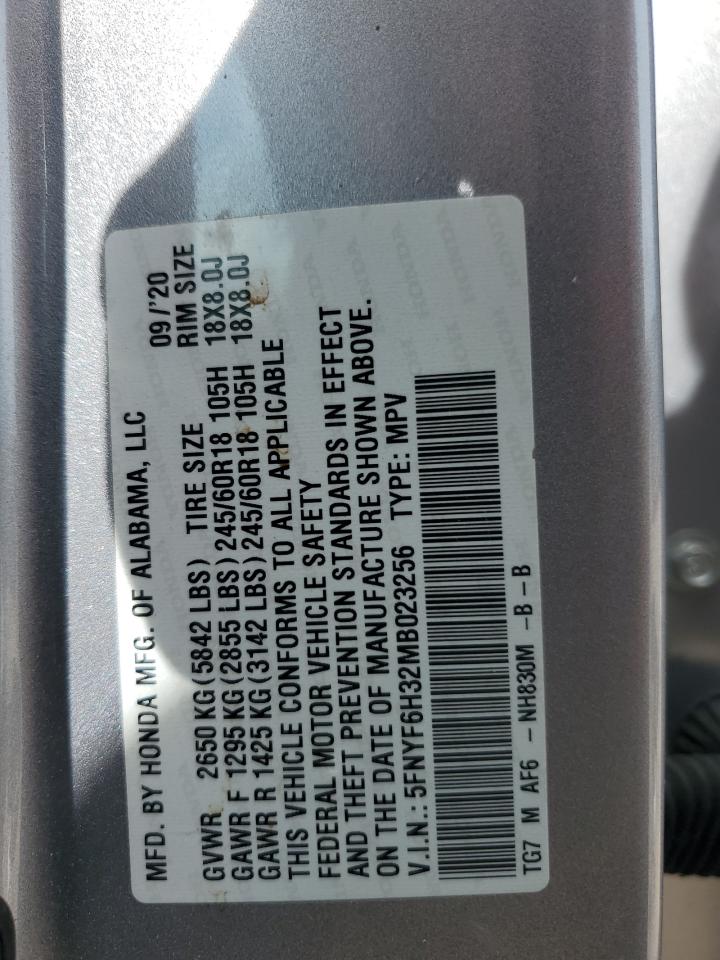 MFD. BY HONDA MFG. OF ALABAMA, LLC 09/'20
GVWR 2650 KG(5842 LBS) TIRE SIZE RIM SIZE
GAWR F 1295 KG(2855 LBS)245/60R18 105H 18X8.0J
GAWR R 1425 KG(3142 LBS)245/60R18 105H 18X8.0J
THIS VEHICLE CONFORMS TO ALL APPLICABLE
FEDERAL MOTOR VEHICLE SAFETY
AND THEFT PREVENTION STANDARDS IN EFFECT
ON THE DATE OF MANUFACTURE SHOWN ABOVE.
V.I.N.: 5FNYF6H32MB023256 TYPE: MPV
TG7 M AF6 -NH830M -B-B